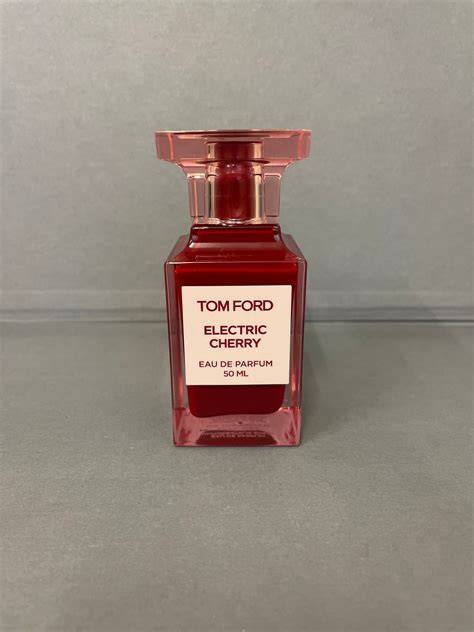 TOM FORD
ELECTRIC
CHERRY
EAU DE PARFUM
50 ML